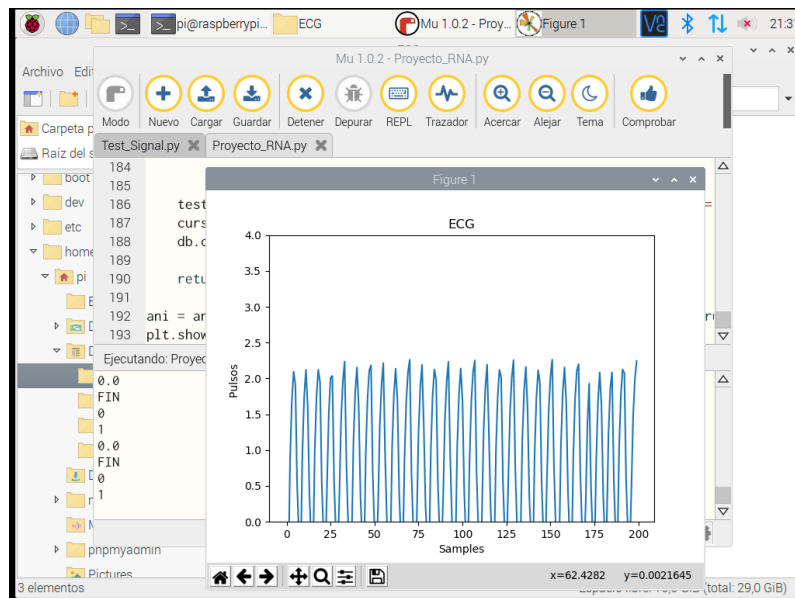 pi@raspberrypi...
ECG
Mu 1.0.2 - Proy...
Figure 1
V2
21:3
Archivo Edi
Mu 1.0.2 - Proyecto_RNA.py
Modo Nuevo Cargar Guardar Detener Depurar REPL Trazador Acercar Alejar Tema Comprobar
Carpeta p
Raíz del s
Test_Signal.py Proyecto_RNA.py
boot
dev
etc
home
pi
184
185
186 test
187 curs
188 db.c
189
190 retu
191
192 ani = an
193 plt.show
Ejecutando: Proyec
0.0
FIN
0
1
0.0
FIN
0
1
Figure 1
ECG
4.0
3.5
3.0
2.5
2.0
1.5
1.0
0.5
0.0
Pulsos
0 25 50 75 100 125 150 175 200
Samples
x=62.4282 y=0.0021645
phpmyadmin
Pictures
3 elementos
(total: 29,0 GiB)